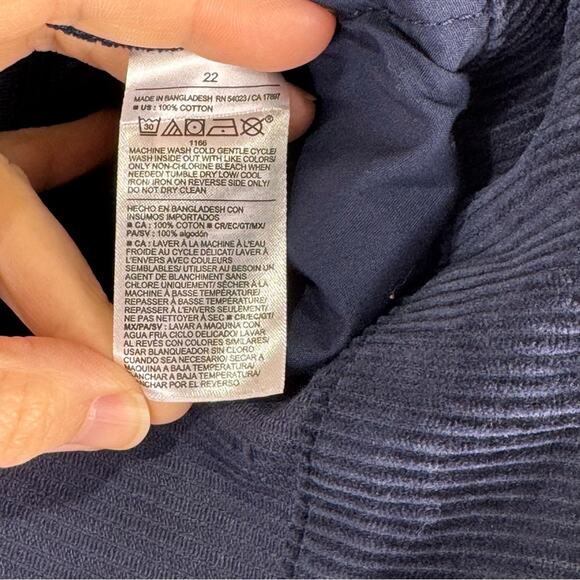 22
MADE IN BANGLADESH RN 54023 / CA 17897
■ US: 100% COTTON
30
1166
MACHINE WASH COLD GENTLE CYCLE/
WASH INSIDE OUT WITH LIKE COLORS/
ONLY NON-CHLORINE BLEACH WHEN
NEEDED/ TUMBLE DRY LOW/ COOL
IRON/ IRON ON REVERSE SIDE ONLY/
DO NOT DRY CLEAN
HECHO EN BANGLADESH CON
INSUMOS IMPORTADOS
■ CA : 100% COTON ■ CR/EC/GT/MX/
PA/SV: 100% algodón
■ CA : LAVER À LA MACHINE À L'EAU
FROIDE AU CYCLE DÉLICAT/ LAVER À
L'ENVERS AVEC COULEURS
SEMBLABLES/ UTILISER AU BESOIN UN
AGENT DE BLANCHIMENT SANS
CHLORE UNIQUEMENT/ SÉCHER À LA
MACHINE À BASSE TEMPÉRATURE/
REPASSER À BASSE TEMPÉRATURE/
REPASSER À L'ENVERS SEULEMENT/
NE PAS NETTOYER À SEC ■ CR/EC/GT/
MX/PA/SV : LAVAR A MAQUINA CON
AGUA FRIA CICLO DELICADO/ LAVAR
AL REVÉS CON COLORES SIMILARES/
USAR BLANQUEADOR SIN CLORO
CUANDO SEA NECESARIO/ SECAR A
MAQUINA A BAJA TEMPERATURA/
PLANCHAR A BAJA TEMPERATURA/
PLANCHAR POR EL REVERSO